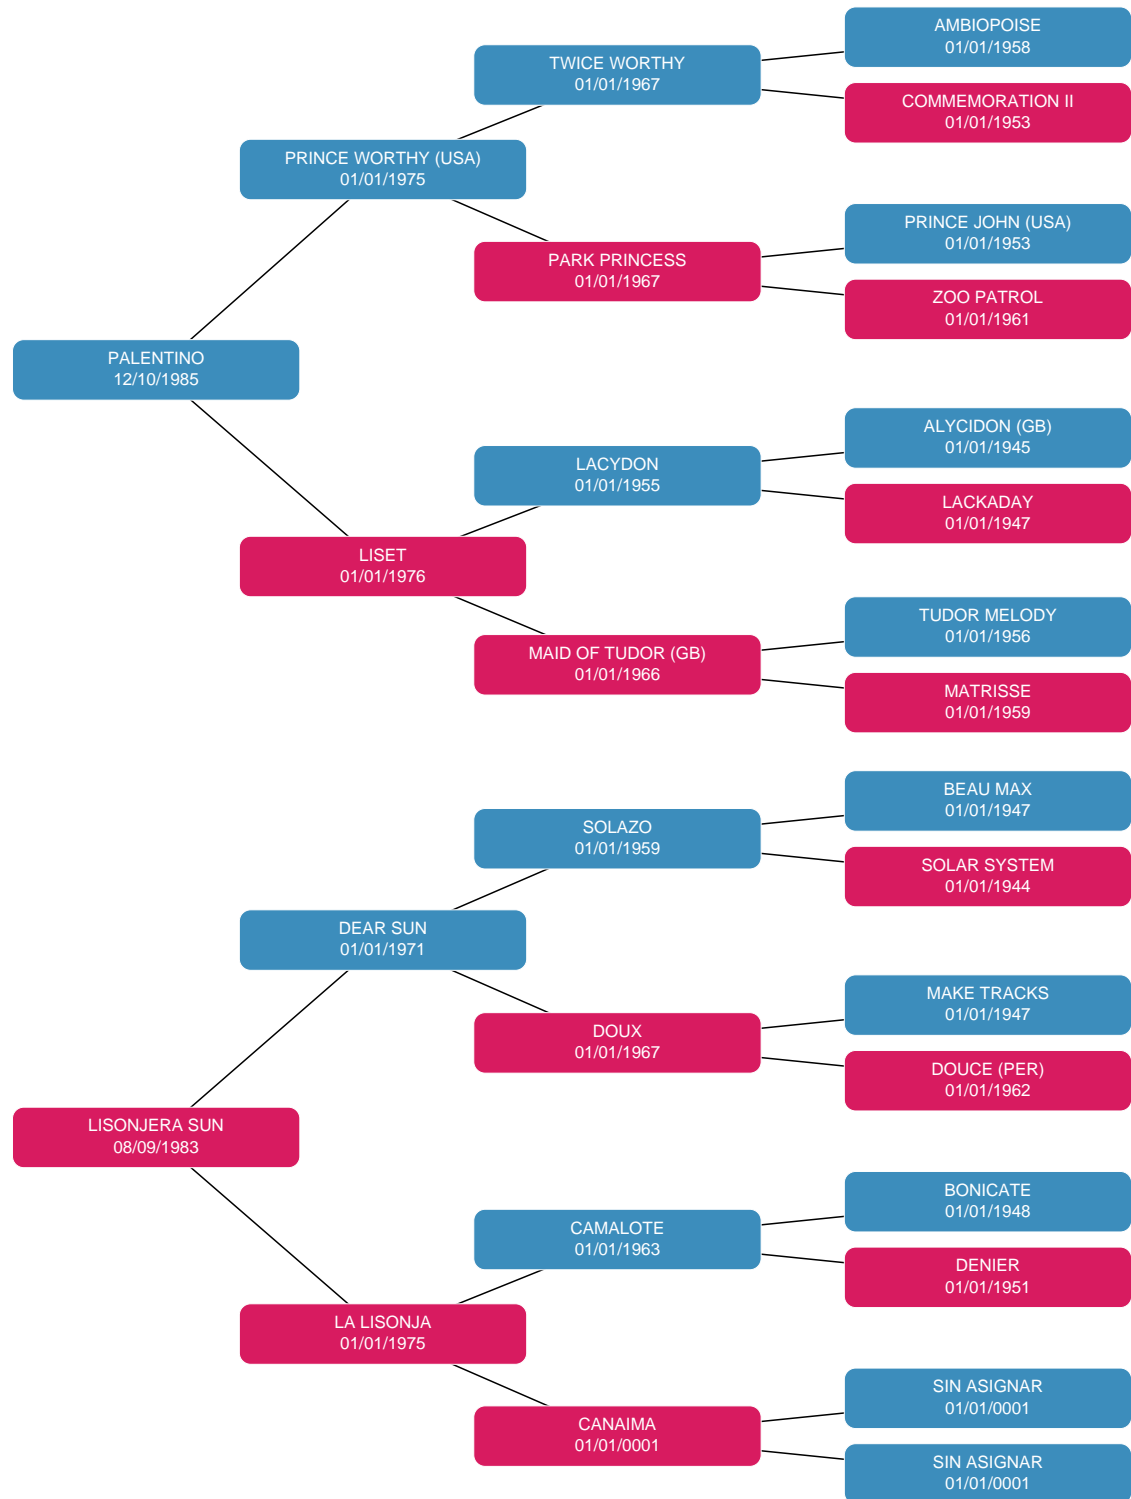 AMBIOPOISE
01/01/1958
TWICE WORTHY
01/01/1967
COMMEMORATION II
01/01/1953
PRINCE WORTHY (USA)
01/01/1975
PRINCE JOHN (USA)
01/01/1953
PARK PRINCESS
01/01/1967
ZOO PATROL
01/01/1961
PALENTINO
12/10/1985
ALYCIDON (GB)
01/01/1945
LACYDON
01/01/1955
LACKADAY
01/01/1947
LISET
01/01/1976
TUDOR MELODY
01/01/1956
MAID OF TUDOR (GB)
01/01/1966
MATRISSE
01/01/1959
BEAU MAX
01/01/1947
SOLAZO
01/01/1959
SOLAR SYSTEM
01/01/1944
DEAR SUN
01/01/1971
MAKE TRACKS
01/01/1947
DOUX
01/01/1967
DOUCE (PER)
01/01/1962
LISONJERA SUN
08/09/1983
BONICATE
01/01/1948
CAMALOTE
01/01/1963
DENIER
01/01/1951
LA LISONJA
01/01/1975
SIN ASIGNAR
01/01/0001
CANAIMA
01/01/0001
SIN ASIGNAR
01/01/0001